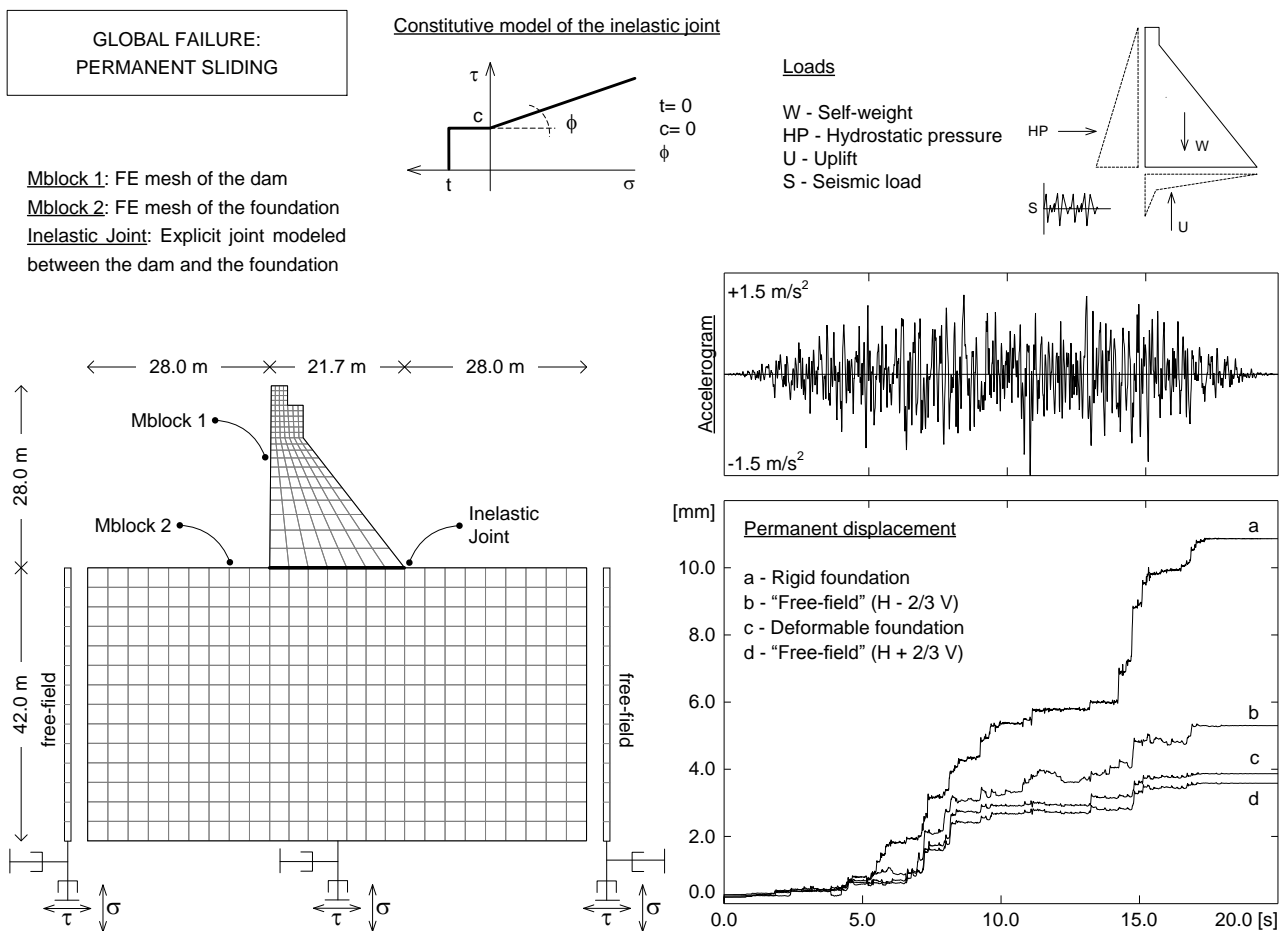 GLOBAL FAILURE:
PERMANENT SLIDING
Constitutive model of the inelastic joint
τ
c
ϕ
t
σ
t= 0
c= 0
ϕ
Loads
W - Self-weight
HP - Hydrostatic pressure
U - Uplift
S - Seismic load
HP
W
S
U
Mblock 1: FE mesh of the dam
Mblock 2: FE mesh of the foundation
Inelastic Joint: Explicit joint modeled
between the dam and the foundation
28.0 m
21.7 m
28.0 m
28.0 m
42.0 m
Mblock 1
Mblock 2
Inelastic
Joint
free-field
free-field
τ
σ
τ
σ
τ
σ
Accelerogram
+1.5 m/s²
-1.5 m/s²
[mm]
Permanent displacement
a - Rigid foundation
b - “Free-field” (H - 2/3 V)
c - Deformable foundation
d - “Free-field” (H + 2/3 V)
a
b
c
d
10.0
8.0
6.0
4.0
2.0
0.0
0.0
5.0
10.0
15.0
20.0 [s]